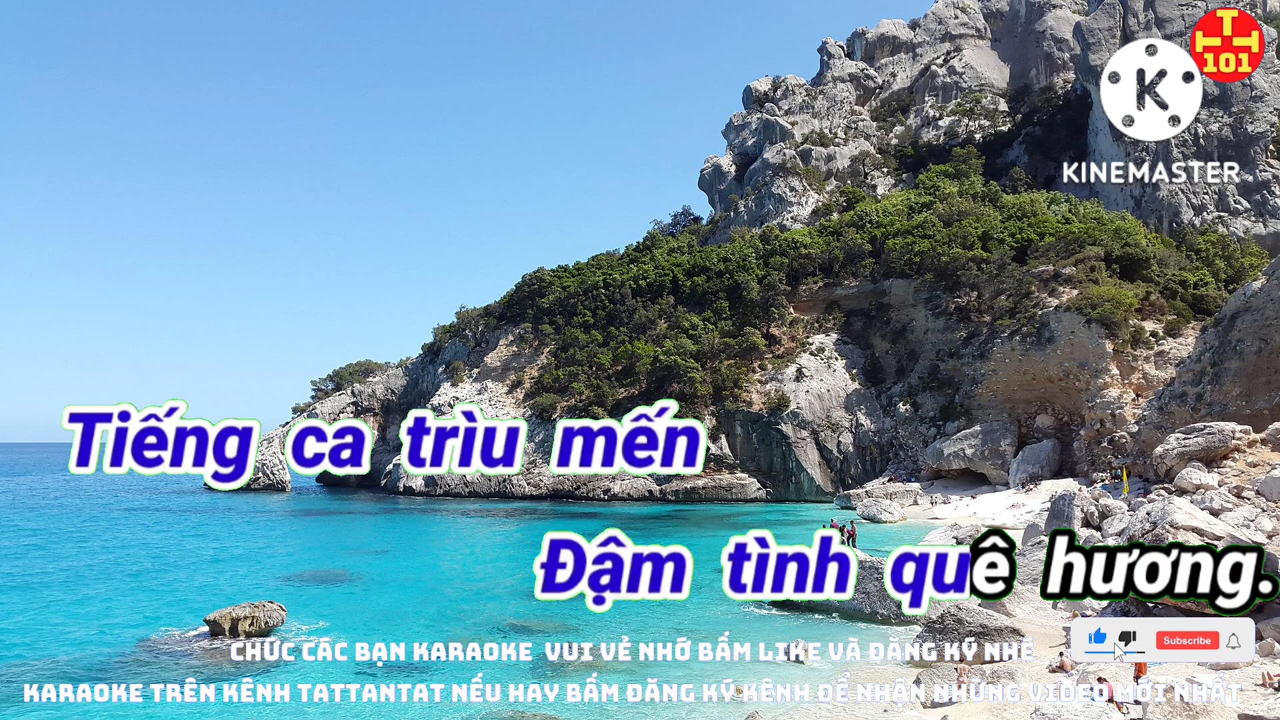 T
TH
101
K
KINEMASTER
Tiếng ca trìu mến
Đậm tình quê hương.
Subscribe
CHÚC CÁC BẠN KARAOKE VUI VẺ NHỚ BẤM LIKE VÀ ĐĂNG KÝ NHÉ
KARAOKE TRÊN KÊNH TATTANTAT NẾU HAY BẤM ĐĂNG KÝ KÊNH ĐỂ NHẬN NHỮNG VIDEO MỚI NHẤT